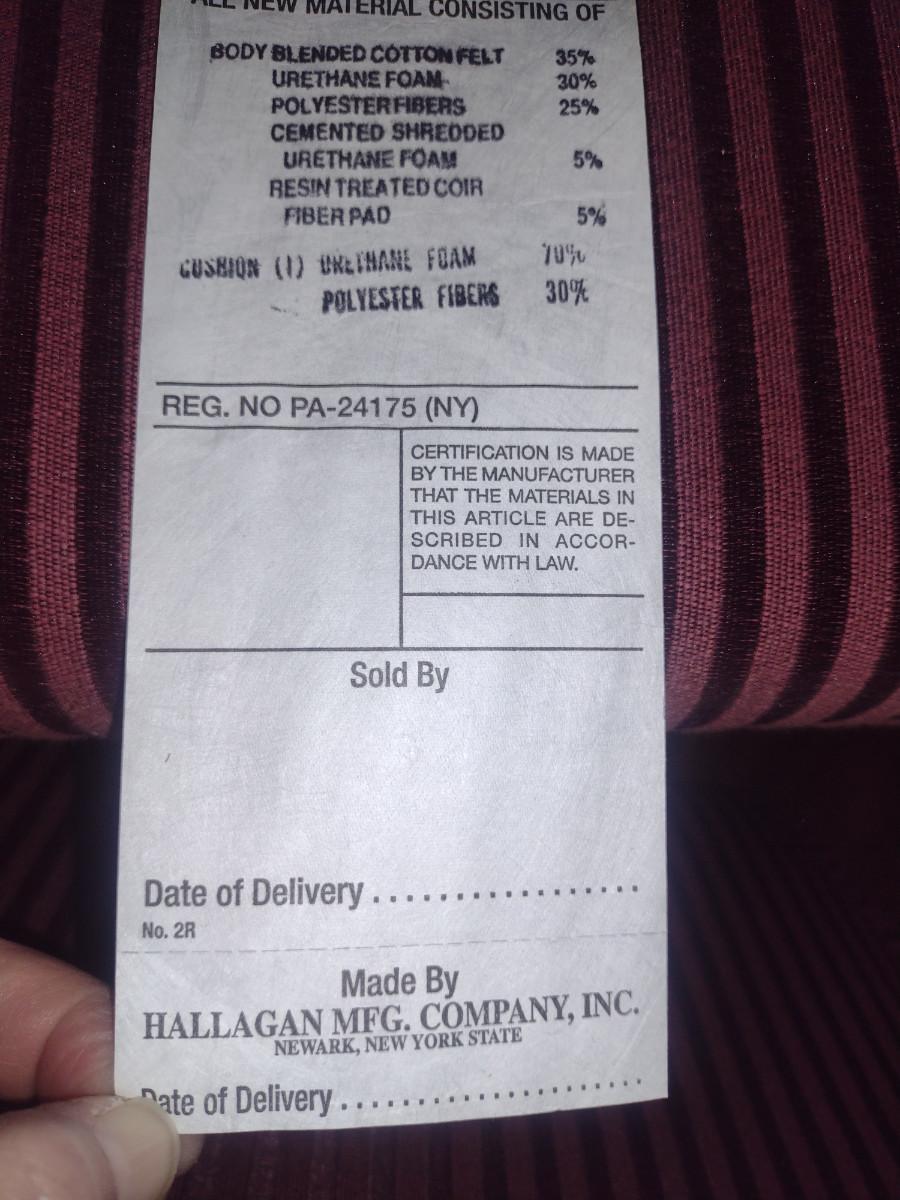 ALL NEW MATERIAL CONSISTING OF
BODY BLENDED COTTON FELT 35%
URETHANE FOAM 30%
POLYESTER FIBERS 25%
CEMENTED SHREDDED
URETHANE FOAM 5%
RESIN TREATED COIR
FIBER PAD 5%
CUSHION (1) URETHANE FOAM 70%
POLYESTER FIBERS 30%
REG. NO PA-24175 (NY)
CERTIFICATION IS MADE
BY THE MANUFACTURER
THAT THE MATERIALS IN
THIS ARTICLE ARE DE-
SCRIBED IN ACCOR-
DANCE WITH LAW.
Sold By
Date of Delivery ..................
No. 2R
Made By
HALLAGAN MFG. COMPANY, INC.
NEWARK, NEW YORK STATE
Date of Delivery ......................